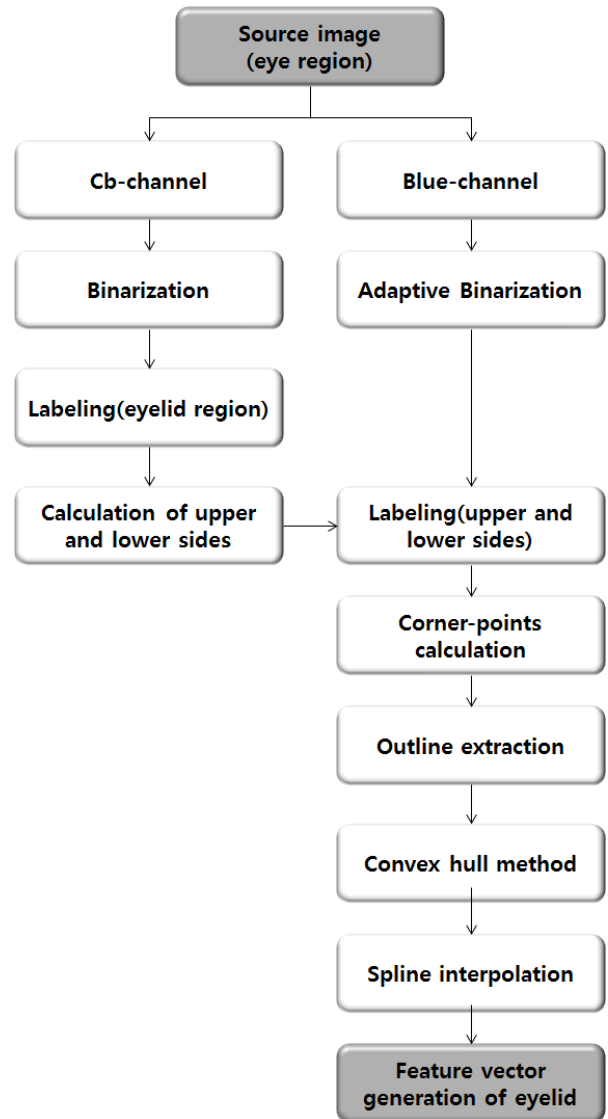 Source image
(eye region)
Cb-channel
Blue-channel
Binarization
Adaptive Binarization
Labeling(eyelid region)
Calculation of upper
and lower sides
Labeling(upper and
lower sides)
Corner-points
calculation
Outline extraction
Convex hull method
Spline interpolation
Feature vector
generation of eyelid